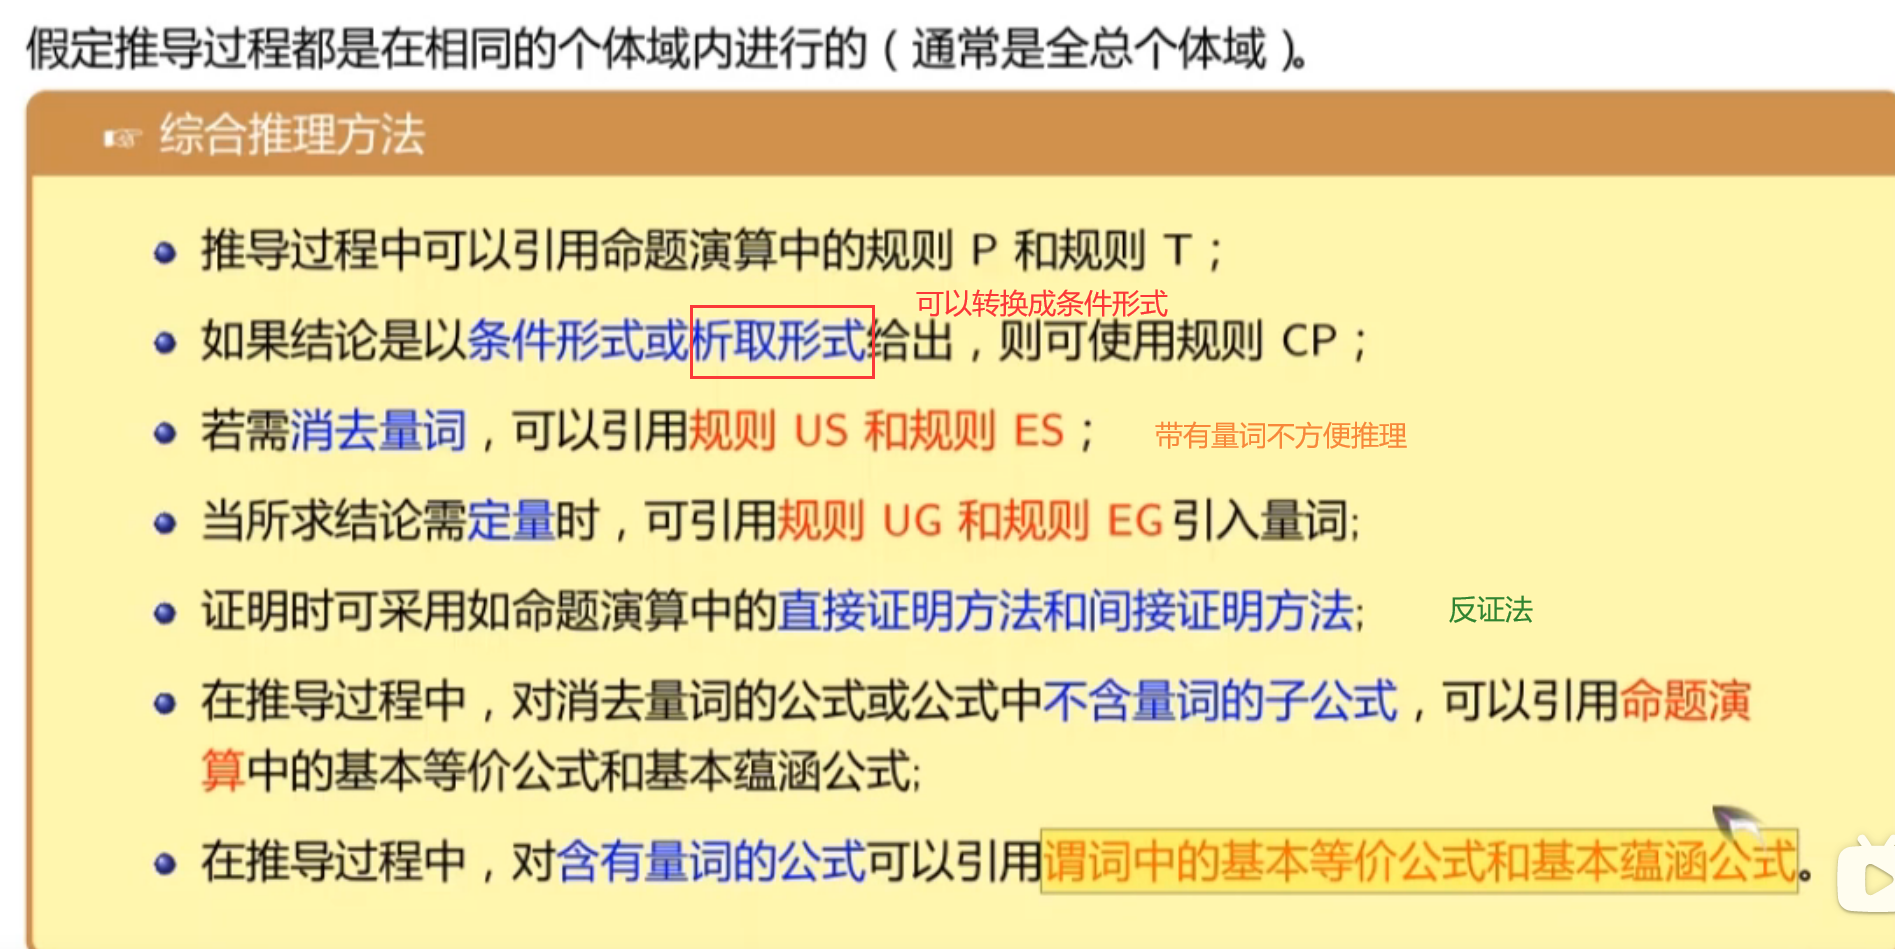 假定推导过程都是在相同的个体域内进行的（通常是全总个体域）。
☞ 综合推理方法
推导过程中可以引用命题演算中的规则 P 和规则 T；
可以转换成条件形式
如果结论是以条件形式或析取形式给出，则可使用规则 CP；
若需消去量词，可以引用规则 US 和规则 ES；
带有量词不方便推理
当所求结论需定量时，可引用规则 UG 和规则 EG 引入量词;
证明时可采用如命题演算中的直接证明方法和间接证明方法;
反证法
在推导过程中，对消去量词的公式或公式中不含量词的子公式，可以引用命题演
算中的基本等价公式和基本蕴涵公式;
在推导过程中，对含有量词的公式可以引用谓词中的基本等价公式和基本蕴涵公式。